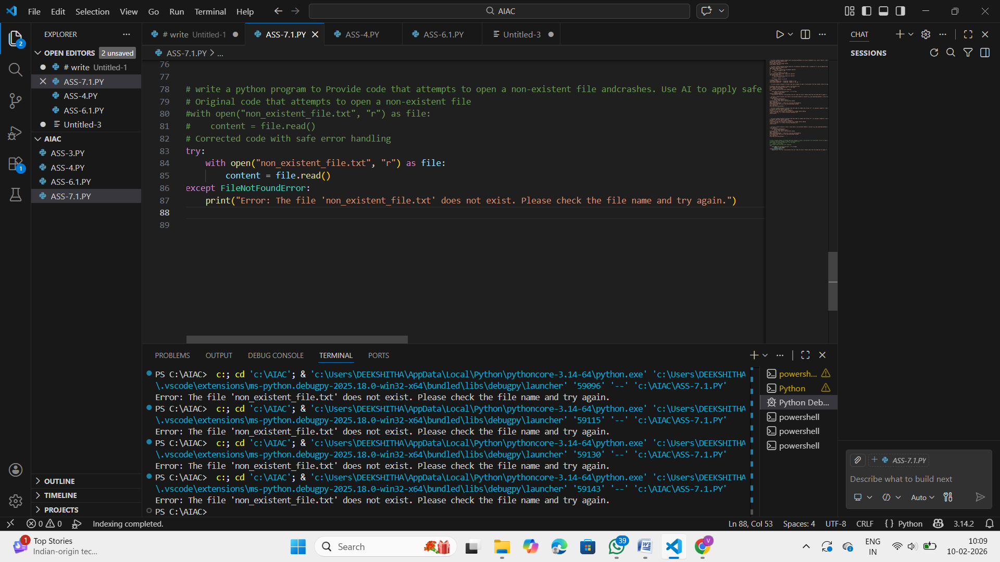 File Edit Selection View Go Run Terminal Help
AIAC
EXPLORER
OPEN EDITORS 2 unsaved
# write Untitled-1
ASS-7.1.PY
ASS-4.PY
ASS-6.1.PY
Untitled-3
AIAC
ASS-3.PY
ASS-4.PY
ASS-6.1.PY
ASS-7.1.PY
OUTLINE
TIMELINE
PROJECTS
2
1
# write Untitled-1 ASS-7.1.PY ASS-4.PY ASS-6.1.PY Untitled-3
ASS-7.1.PY > ...
76
77
78 # write a python program to Provide code that attempts to open a non-existent file andcrashes. Use AI to apply safe
79 # Original code that attempts to open a non-existent file
80 #with open("non_existent_file.txt", "r") as file:
81 #    content = file.read()
82 # Corrected code with safe error handling
83 try:
84     with open("non_existent_file.txt", "r") as file:
85         content = file.read()
86 except FileNotFoundError:
87     print("Error: The file 'non_existent_file.txt' does not exist. Please check the file name and try again.")
88
89
PROBLEMS OUTPUT DEBUG CONSOLE TERMINAL PORTS
PS C:\AIAC>  c:; cd 'c:\AIAC'; & 'c:\Users\DEEKSHITHA\AppData\Local\Python\pythoncore-3.14-64\python.exe' 'c:\Users\DEEKSHITHA
\.vscode\extensions\ms-python.debugpy-2025.18.0-win32-x64\bundled\libs\debugpy\launcher' '59096' '--' 'c:\AIAC\ASS-7.1.PY'
Error: The file 'non_existent_file.txt' does not exist. Please check the file name and try again.
PS C:\AIAC>  c:; cd 'c:\AIAC'; & 'c:\Users\DEEKSHITHA\AppData\Local\Python\pythoncore-3.14-64\python.exe' 'c:\Users\DEEKSHITHA
\.vscode\extensions\ms-python.debugpy-2025.18.0-win32-x64\bundled\libs\debugpy\launcher' '59115' '--' 'c:\AIAC\ASS-7.1.PY'
Error: The file 'non_existent_file.txt' does not exist. Please check the file name and try again.
PS C:\AIAC>  c:; cd 'c:\AIAC'; & 'c:\Users\DEEKSHITHA\AppData\Local\Python\pythoncore-3.14-64\python.exe' 'c:\Users\DEEKSHITHA
\.vscode\extensions\ms-python.debugpy-2025.18.0-win32-x64\bundled\libs\debugpy\launcher' '59130' '--' 'c:\AIAC\ASS-7.1.PY'
Error: The file 'non_existent_file.txt' does not exist. Please check the file name and try again.
PS C:\AIAC>  c:; cd 'c:\AIAC'; & 'c:\Users\DEEKSHITHA\AppData\Local\Python\pythoncore-3.14-64\python.exe' 'c:\Users\DEEKSHITHA
\.vscode\extensions\ms-python.debugpy-2025.18.0-win32-x64\bundled\libs\debugpy\launcher' '59143' '--' 'c:\AIAC\ASS-7.1.PY'
Error: The file 'non_existent_file.txt' does not exist. Please check the file name and try again.
PS C:\AIAC>
powersh...
Python
Python Deb...
powershell
powershell
powershell
CHAT
SESSIONS
ASS-7.1.PY
Describe what to build next
Auto
0 0 Indexing completed.
Ln 88, Col 53 Spaces: 4 UTF-8 CRLF { } Python 3.14.2
1
Top Stories
Indian-origin tec...
Search
39
V
ENG
IN
10:09
10-02-2026